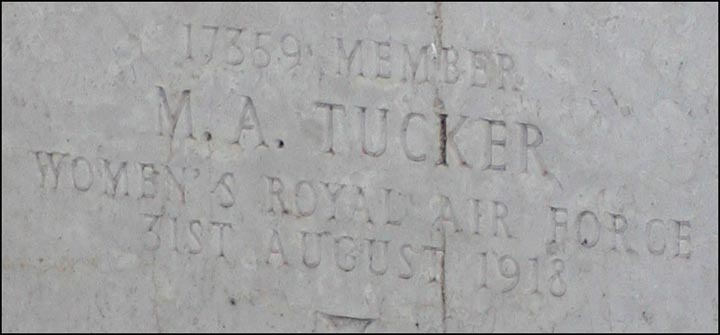 17359 MEMBER
M. A. TUCKER
WOMEN'S ROYAL AIR FORCE
31ST AUGUST 1918